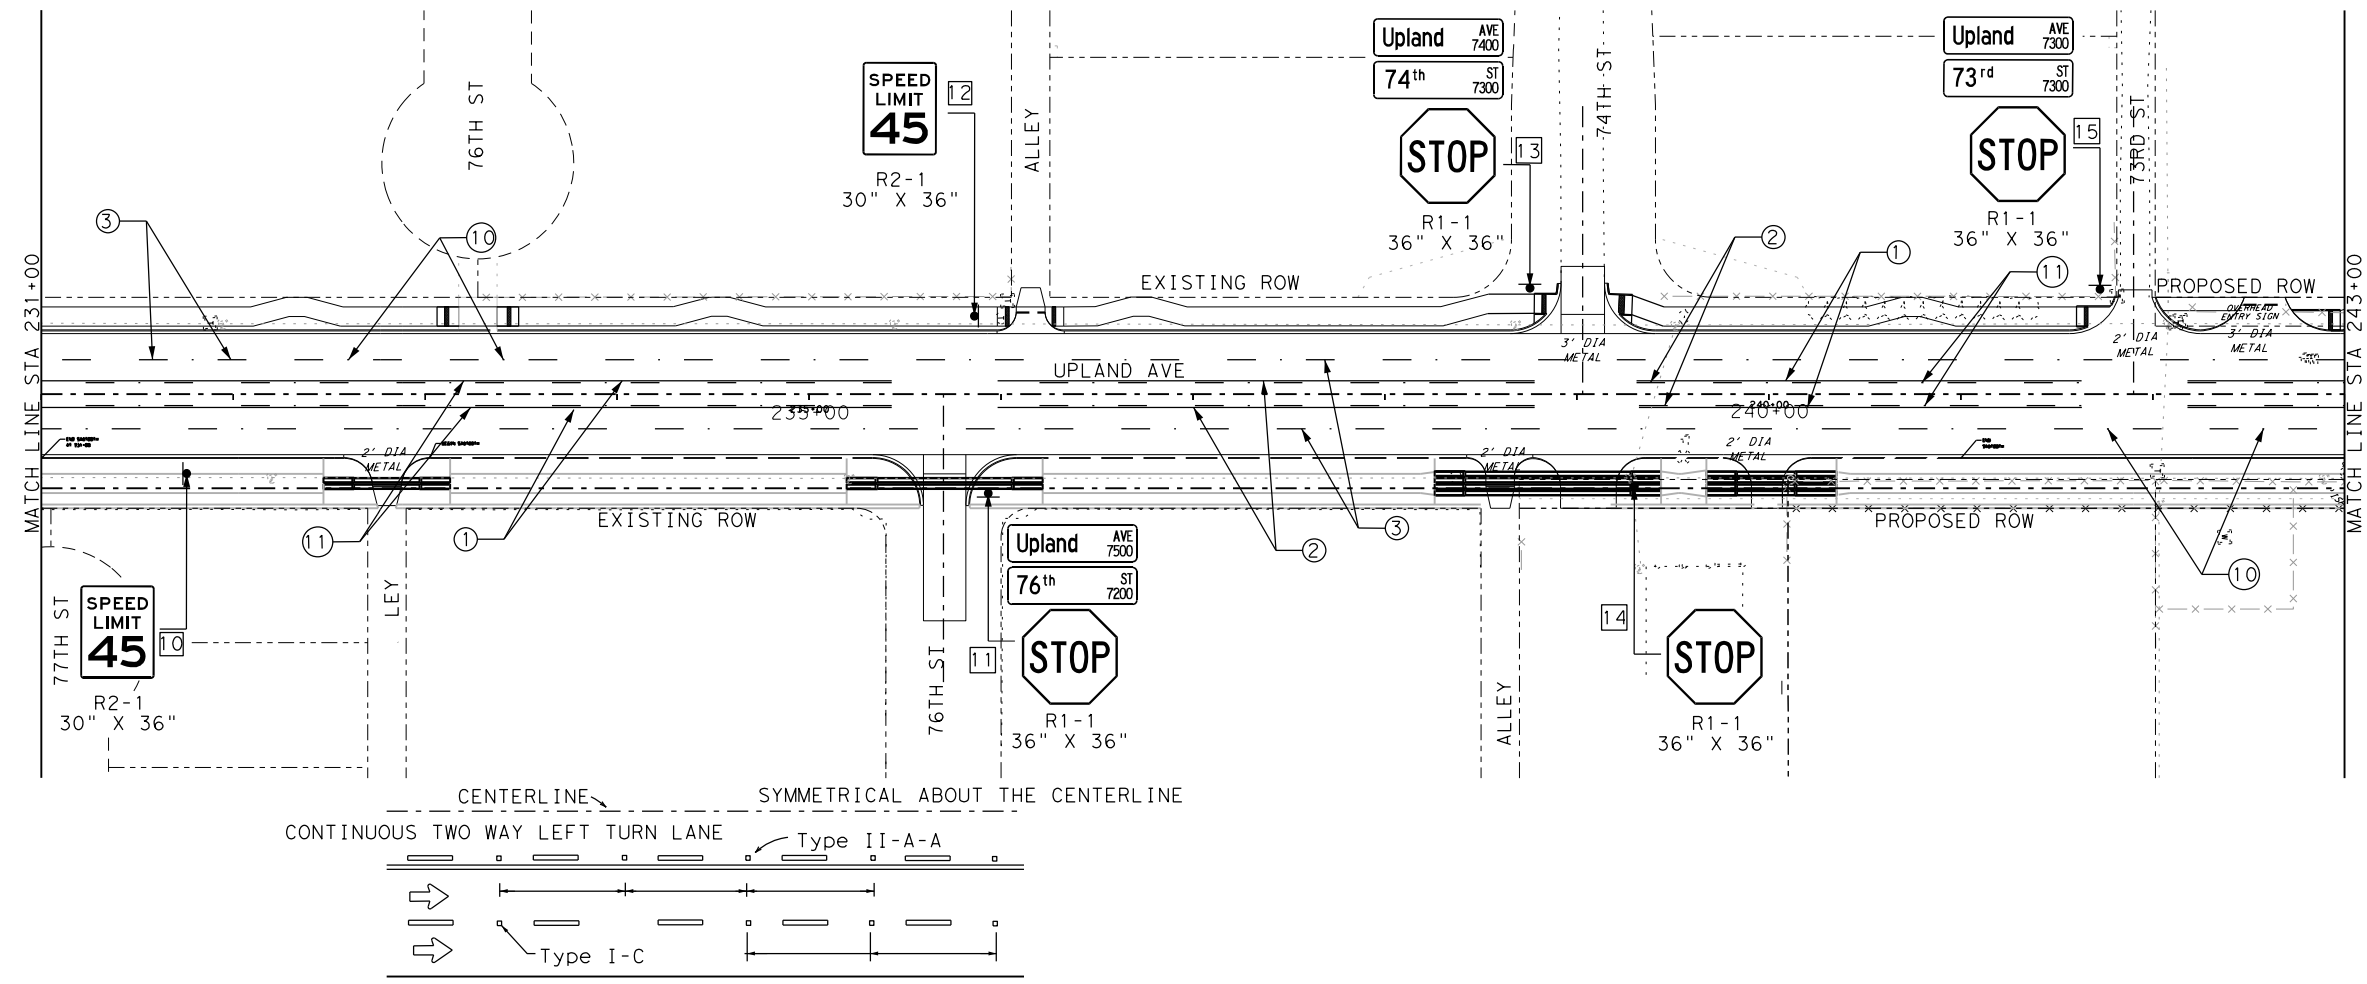 Upland AVE 7400
74th ST 7300
STOP
13
R1-1
36" X 36"
74TH ST
Upland AVE 7300
73rd ST 7300
STOP
15
R1-1
36" X 36"
73RD ST
SPEED
LIMIT
45
12
R2-1
30" X 36"
76TH ST
ALLEY
3
10
2
1
11
MATCH LINE STA 231+00
MATCH LINE STA 243+00
EXISTING ROW
PROPOSED ROW
OVERHEAD
ENTRY SIGN
3' DIA
METAL
2' DIA
METAL
3' DIA
METAL
UPLAND AVE
235+00
235+00
240+00
240+00
2' DIA
METAL
2' DIA
METAL
2' DIA
METAL
EXISTING ROW
PROPOSED ROW
11
1
2
3
10
77TH ST
SPEED
LIMIT
45
10
R2-1
30" X 36"
LEY
76TH ST
Upland AVE 7500
76th ST 7200
STOP
11
R1-1
36" X 36"
ALLEY
14
STOP
R1-1
36" X 36"
CENTERLINE
SYMMETRICAL ABOUT THE CENTERLINE
CONTINUOUS TWO WAY LEFT TURN LANE
Type II-A-A
Type I-C